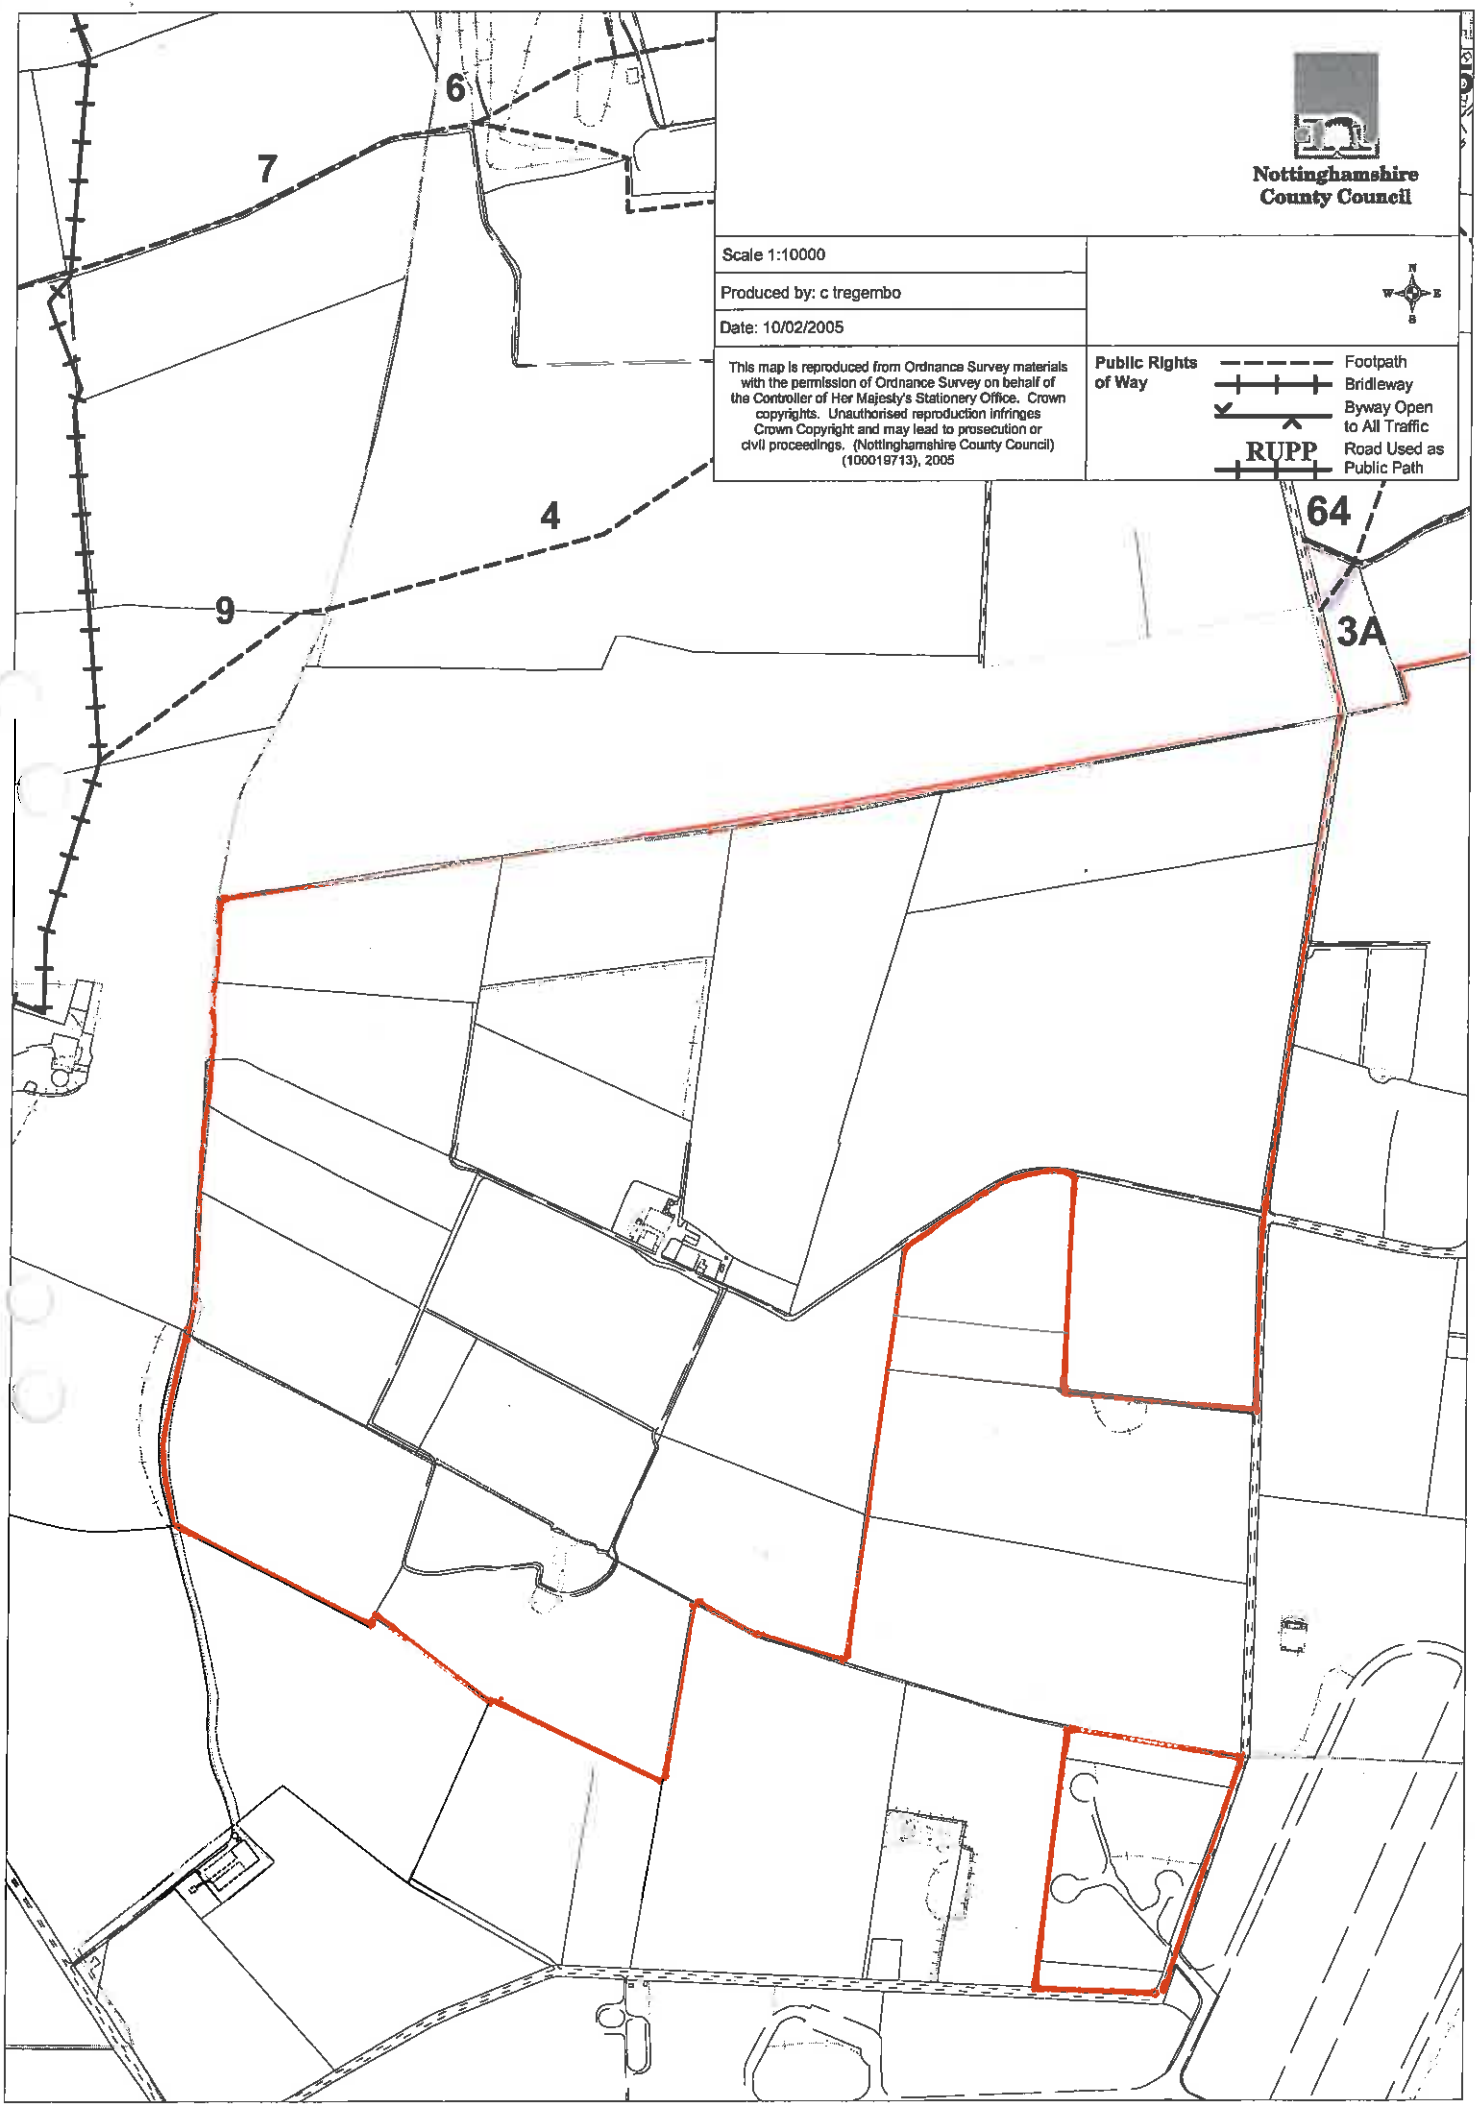 6
7
Nottinghamshire
County Council
Scale 1:10000
Produced by: c tregembo
Date: 10/02/2005
N
W E
S
This map is reproduced from Ordnance Survey materials
with the permission of Ordnance Survey on behalf of
the Controller of Her Majesty's Stationery Office. Crown
copyrights. Unauthorised reproduction infringes
Crown Copyright and may lead to prosecution or
civil proceedings. (Nottinghamshire County Council)
(100019713), 2005
Public Rights
of Way
Footpath
Bridleway
Byway Open
to All Traffic
RUPP
Road Used as
Public Path
64
4
9
3A